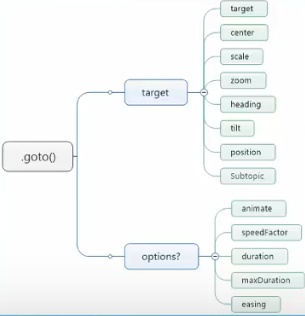 .goto()
target
target
center
scale
zoom
heading
tilt
position
Subtopic
options?
animate
speedFactor
duration
maxDuration
easing